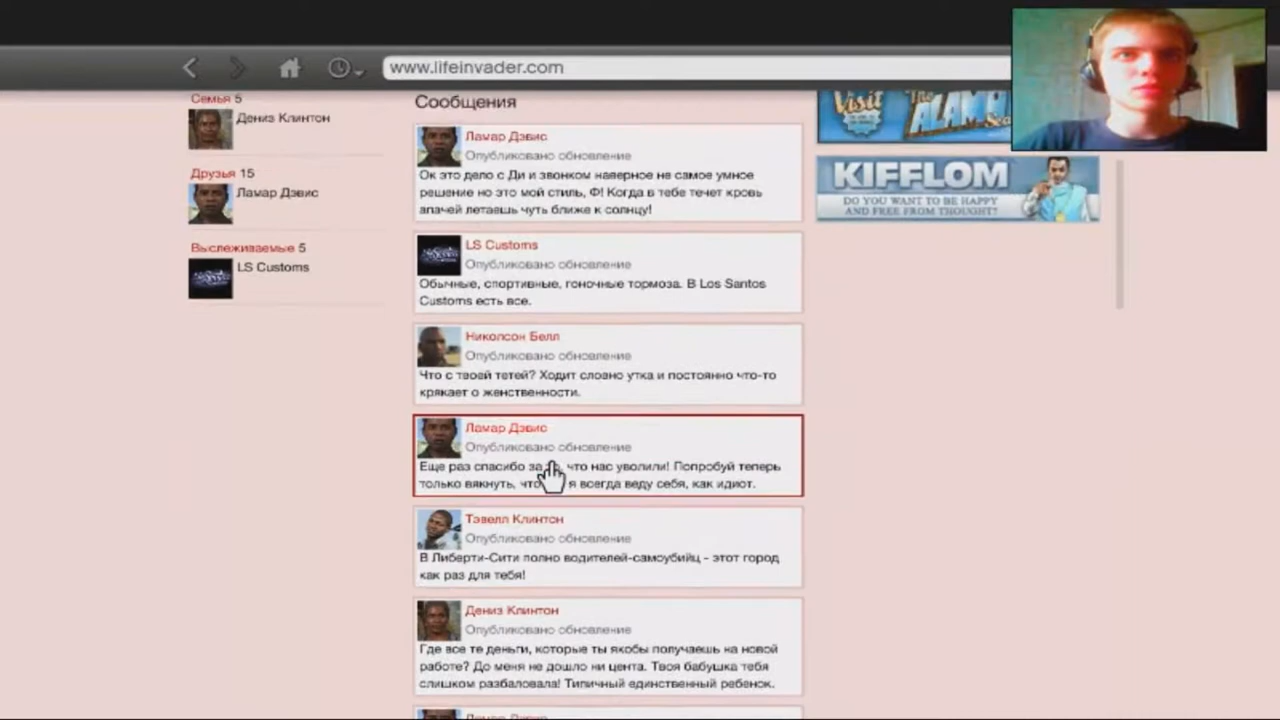 www.lifeinvader.com
Семья 5
Дениз Клинтон
Друзья 15
Ламар Дэвис
Выслеживаемые 5
LS Customs
Сообщения
Ламар Дэвис
Опубликовано обновление
Ок это дело с Ди и звонком наверное не самое умное
решение но это мой стиль, Ф! Когда в тебе течет кровь
апачей летаешь чуть ближе к солнцу!
LS Customs
Опубликовано обновление
Обычные, спортивные, гоночные тормоза. В Los Santos
Customs есть все.
Николсон Белл
Опубликовано обновление
Что с твоей тетей? Ходит словно утка и постоянно что-то
крякает о женственности.
Ламар Дэвис
Опубликовано обновление
Еще раз спасибо за что нас уволили! Попробуй теперь
только вякнуть, что я всегда веду себя, как идиот.
Тэвелл Клинтон
Опубликовано обновление
В Либерти-Сити полно водителей-самоубийц - этот город
как раз для тебя!
Дениз Клинтон
Опубликовано обновление
Где все те деньги, которые ты якобы получаешь на новой
работе? До меня не дошло ни цента. Твоя бабушка тебя
слишком разбаловала! Типичный единственный ребенок.
Ламар Дэвис
Visit
The
KIFFLOM
DO YOU WANT TO BE HAPPY
AND FREE FROM THOUGHT?